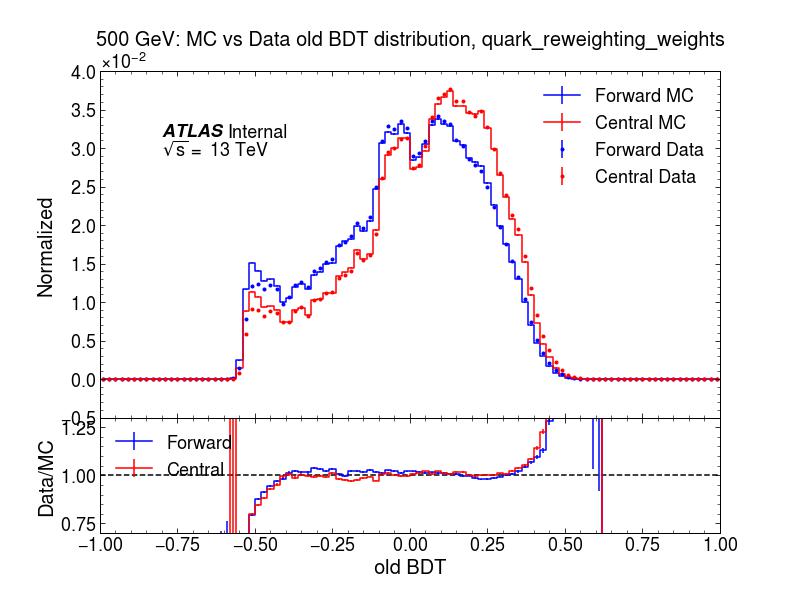 500 GeV: MC vs Data old BDT distribution, quark_reweighting_weights
×10⁻²
4.0
3.5
3.0
2.5
2.0
1.5
1.0
0.5
0.0
−0.5
Normalized
ATLAS Internal
√s = 13 TeV
Forward MC
Central MC
Forward Data
Central Data
1.25
1.00
0.75
Data/MC
Forward
Central
−1.00 −0.75 −0.50 −0.25 0.00 0.25 0.50 0.75 1.00
old BDT